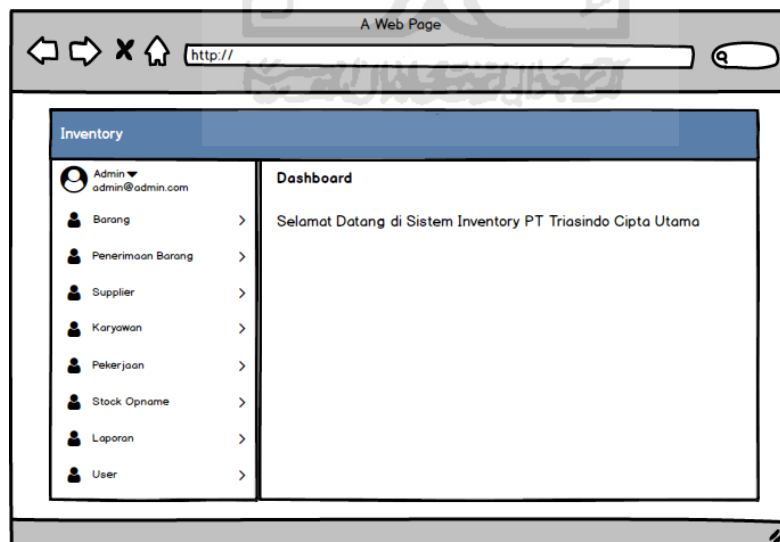 A Web Page
http://
Inventory
Admin
admin@admin.com
Barang
Penerimaan Barang
Supplier
Karyawan
Pekerjaan
Stock Opname
Laporan
User
Dashboard
Selamat Datang di Sistem Inventory PT Triasindo Cipta Utama